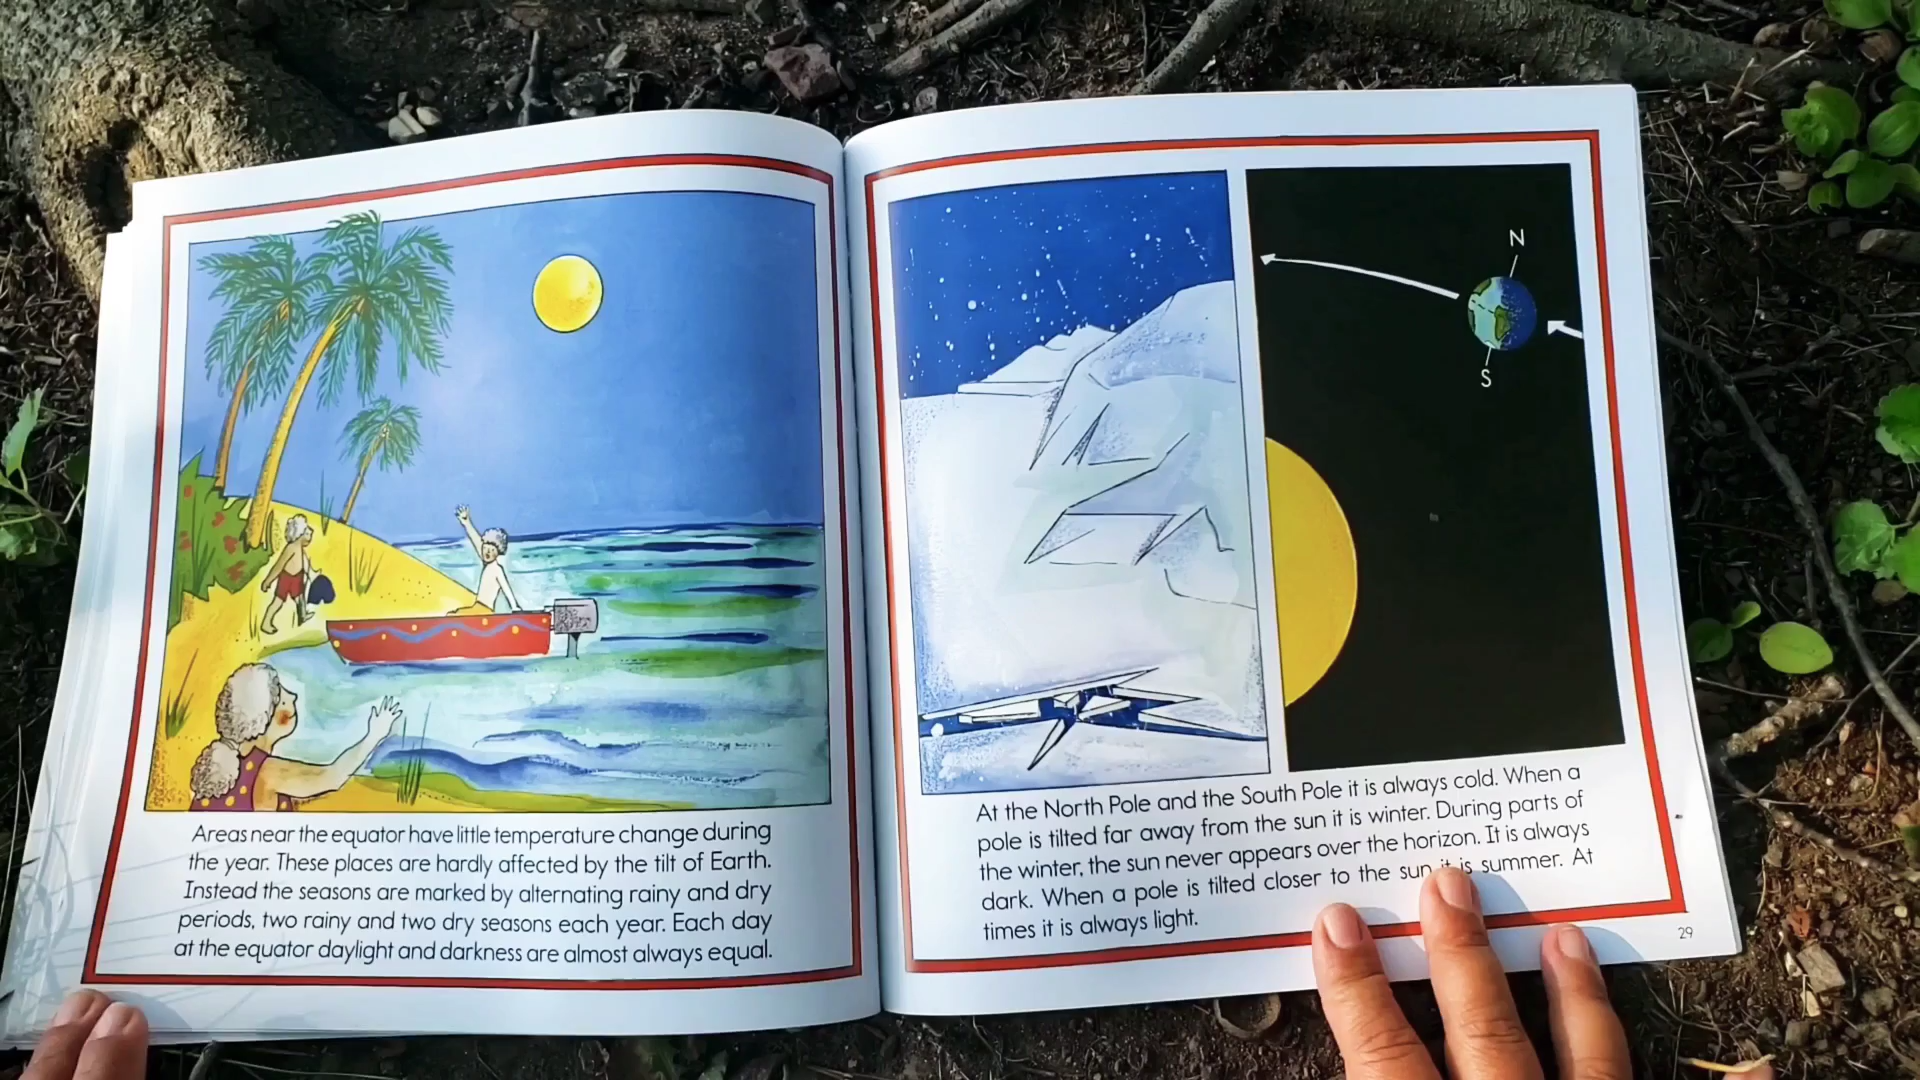 Areas near the equator have little temperature change during
the year. These places are hardly affected by the tilt of Earth.
Instead the seasons are marked by alternating rainy and dry
periods, two rainy and two dry seasons each year. Each day
at the equator daylight and darkness are almost always equal.
N
S
At the North Pole and the South Pole it is always cold. When a
pole is tilted far away from the sun it is winter. During parts of
the winter, the sun never appears over the horizon. It is always
dark. When a pole is tilted closer to the sun it is summer. At
times it is always light.
29